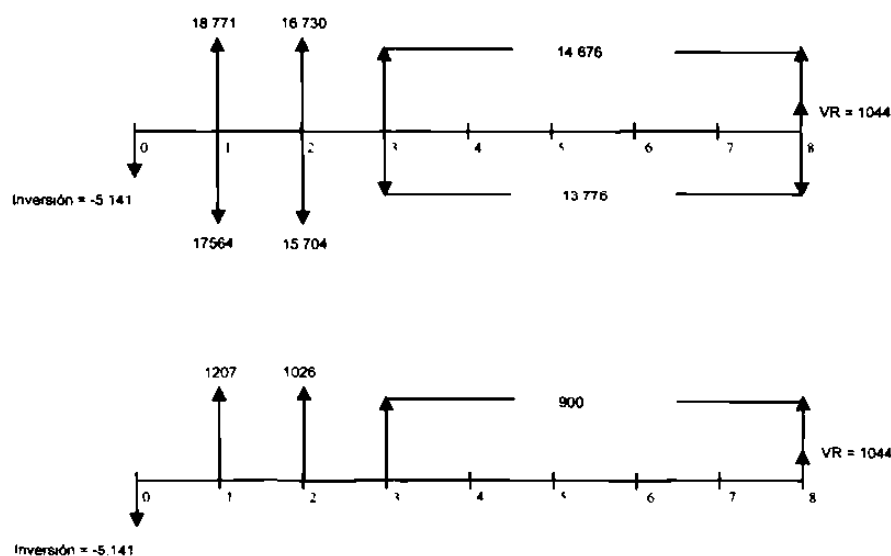 18 771 16 730
14 676
VR = 1044
0 1 2 3 4 5 6 7 8
Inversión = -5 141
13 776
17564 15 704
1207 1026
900
VR = 1044
0 1 2 3 4 5 6 7 8
Inversión = -5.141